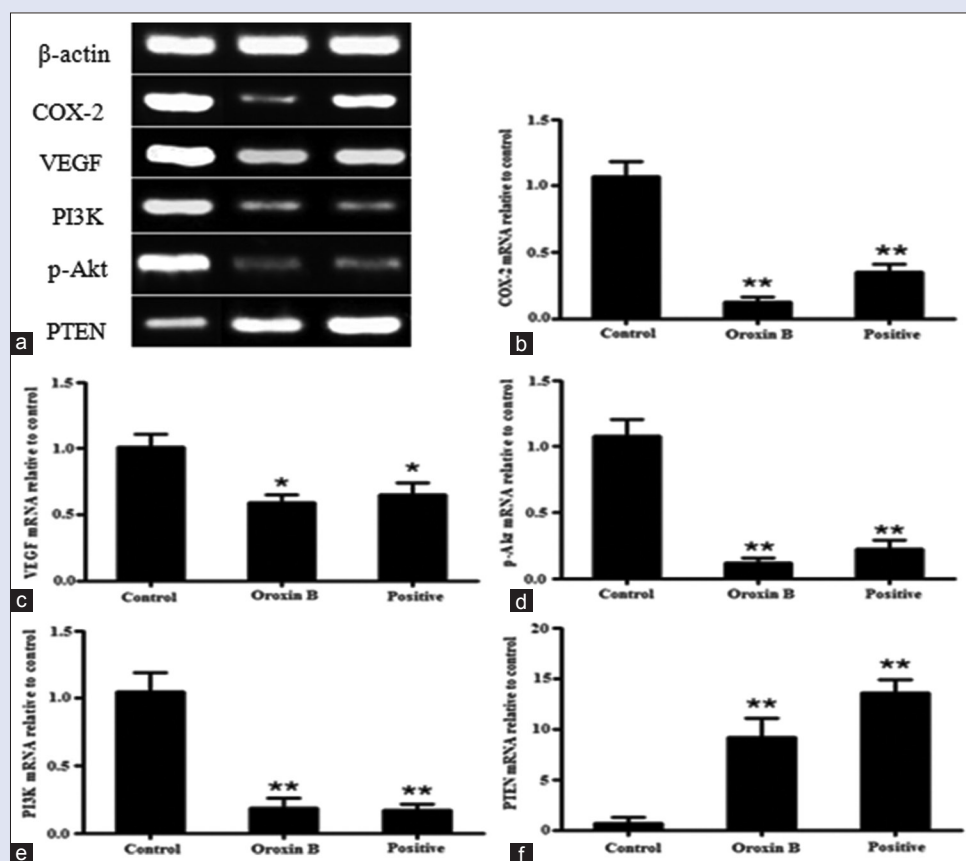 β-actin
COX-2
VEGF
PI3K
p-Akt
PTEN
a
COX-2 mRNA relative to control
1.5
1.0
0.5
0.0
** **
Control Oroxin B Positive
b
VEGF mRNA relative to control
1.5
1.0
0.5
0.0
* *
Control Oroxin B Positive
c
p-Akt mRNA relative to control
1.5
1.0
0.5
0.0
** **
Control Oroxin B Positive
d
PI3K mRNA relative to control
1.5
1.0
0.5
0.0
** **
Control Oroxin B Positive
e
PTEN mRNA relative to control
20
15
10
5
0
** **
Control Oroxin B Positive
f